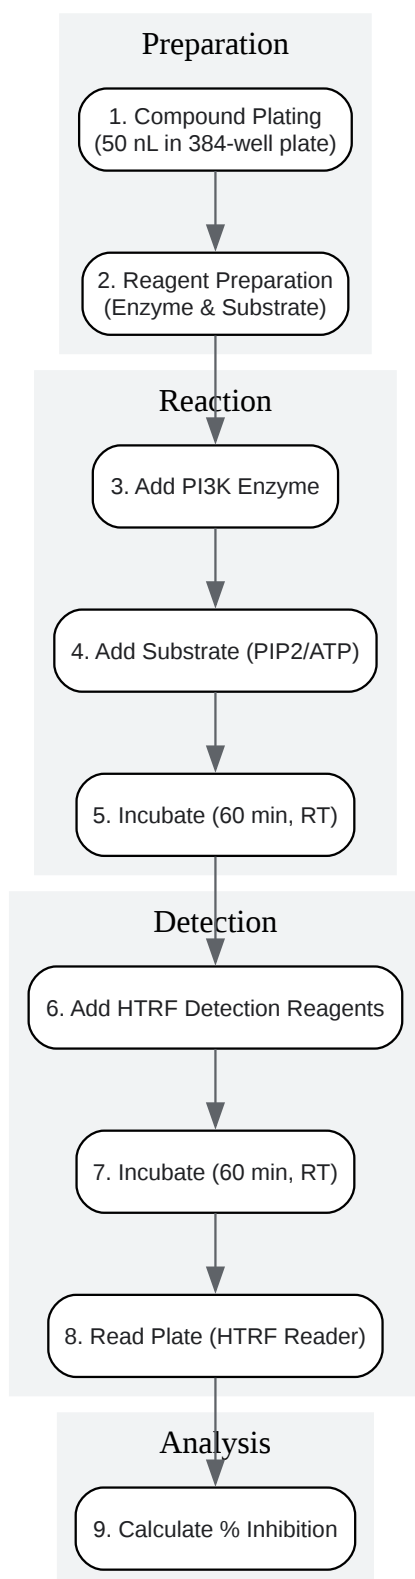 Preparation
1. Compound Plating
(50 nL in 384-well plate)
2. Reagent Preparation
(Enzyme & Substrate)
Reaction
3. Add PI3K Enzyme
4. Add Substrate (PIP2/ATP)
5. Incubate (60 min, RT)
Detection
6. Add HTRF Detection Reagents
7. Incubate (60 min, RT)
8. Read Plate (HTRF Reader)
Analysis
9. Calculate % Inhibition